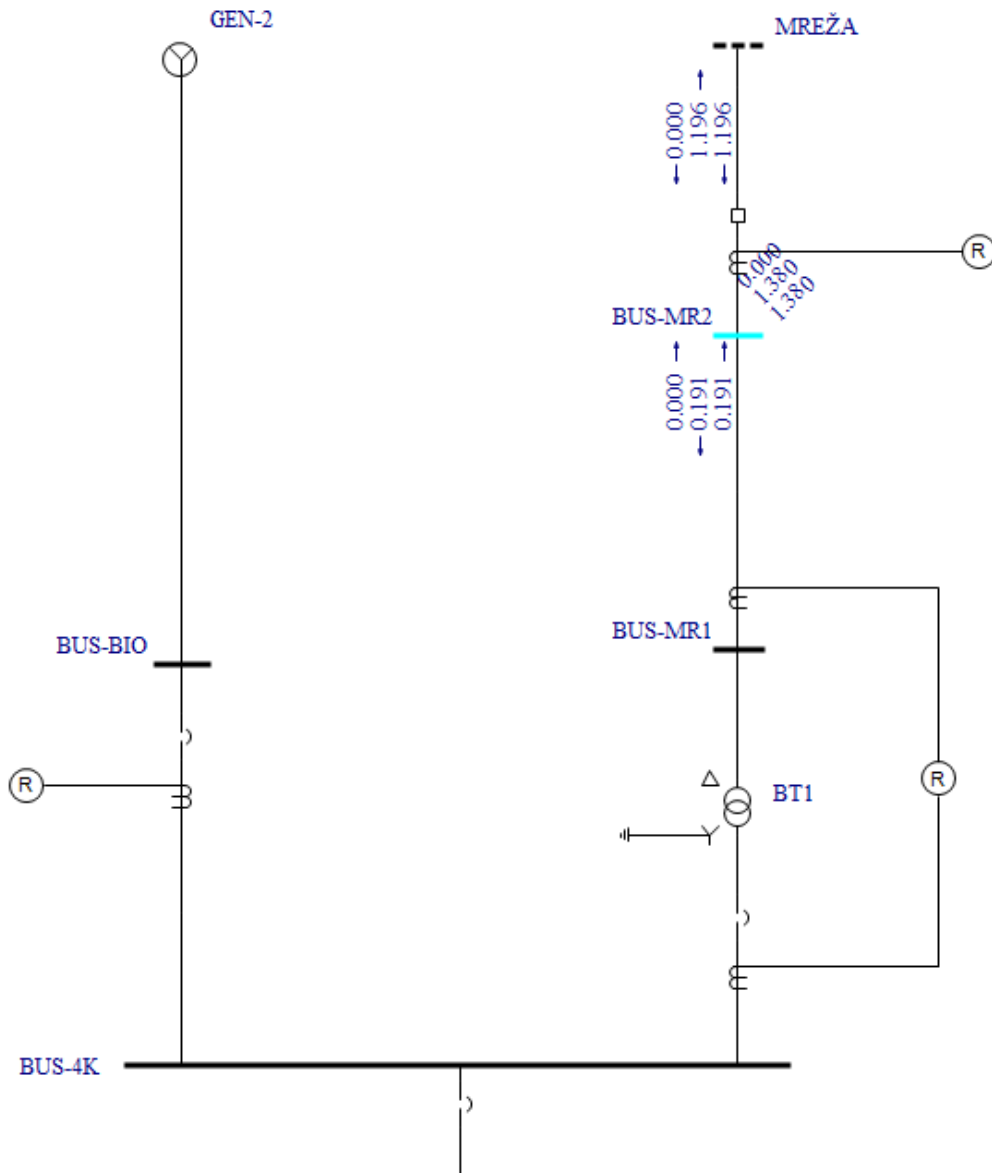 GEN-2
MREŽA
0.000
1.196
1.196
R
0.000
1.380
1.380
BUS-MR2
0.000
0.191
0.191
BUS-MR1
BUS-BIO
R
R
BT1
BUS-4K